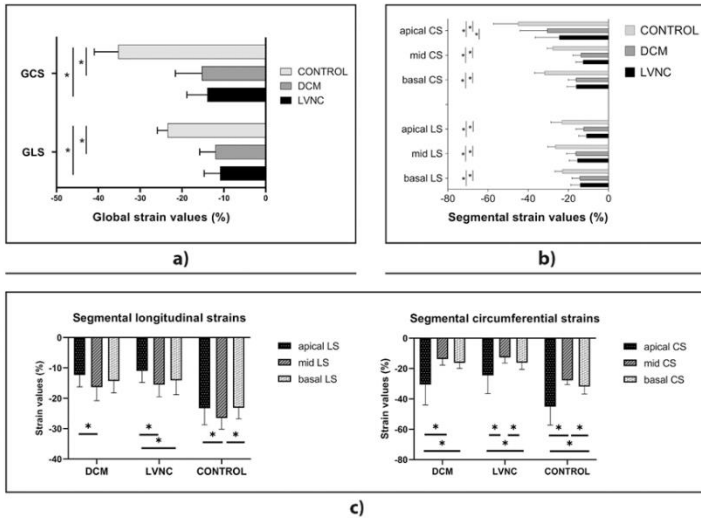 GCS
GLS
CONTROL
DCM
LVNC
* *
* *
-50 -40 -30 -20 -10 0
Global strain values (%)
a)
apical CS
mid CS
basal CS
apical LS
mid LS
basal LS
CONTROL
DCM
LVNC
* * *
* *
* *
* *
* *
* *
-80 -60 -40 -20 0
Segmental strain values (%)
b)
Segmental longitudinal strains
Strain values (%)
0
-10
-20
-30
-40
apical LS
mid LS
basal LS
* * * * *
DCM LVNC CONTROL
Segmental circumferential strains
Strain values (%)
0
-20
-40
-60
-80
apical CS
mid CS
basal CS
* * * * *
* * *
DCM LVNC CONTROL
c)